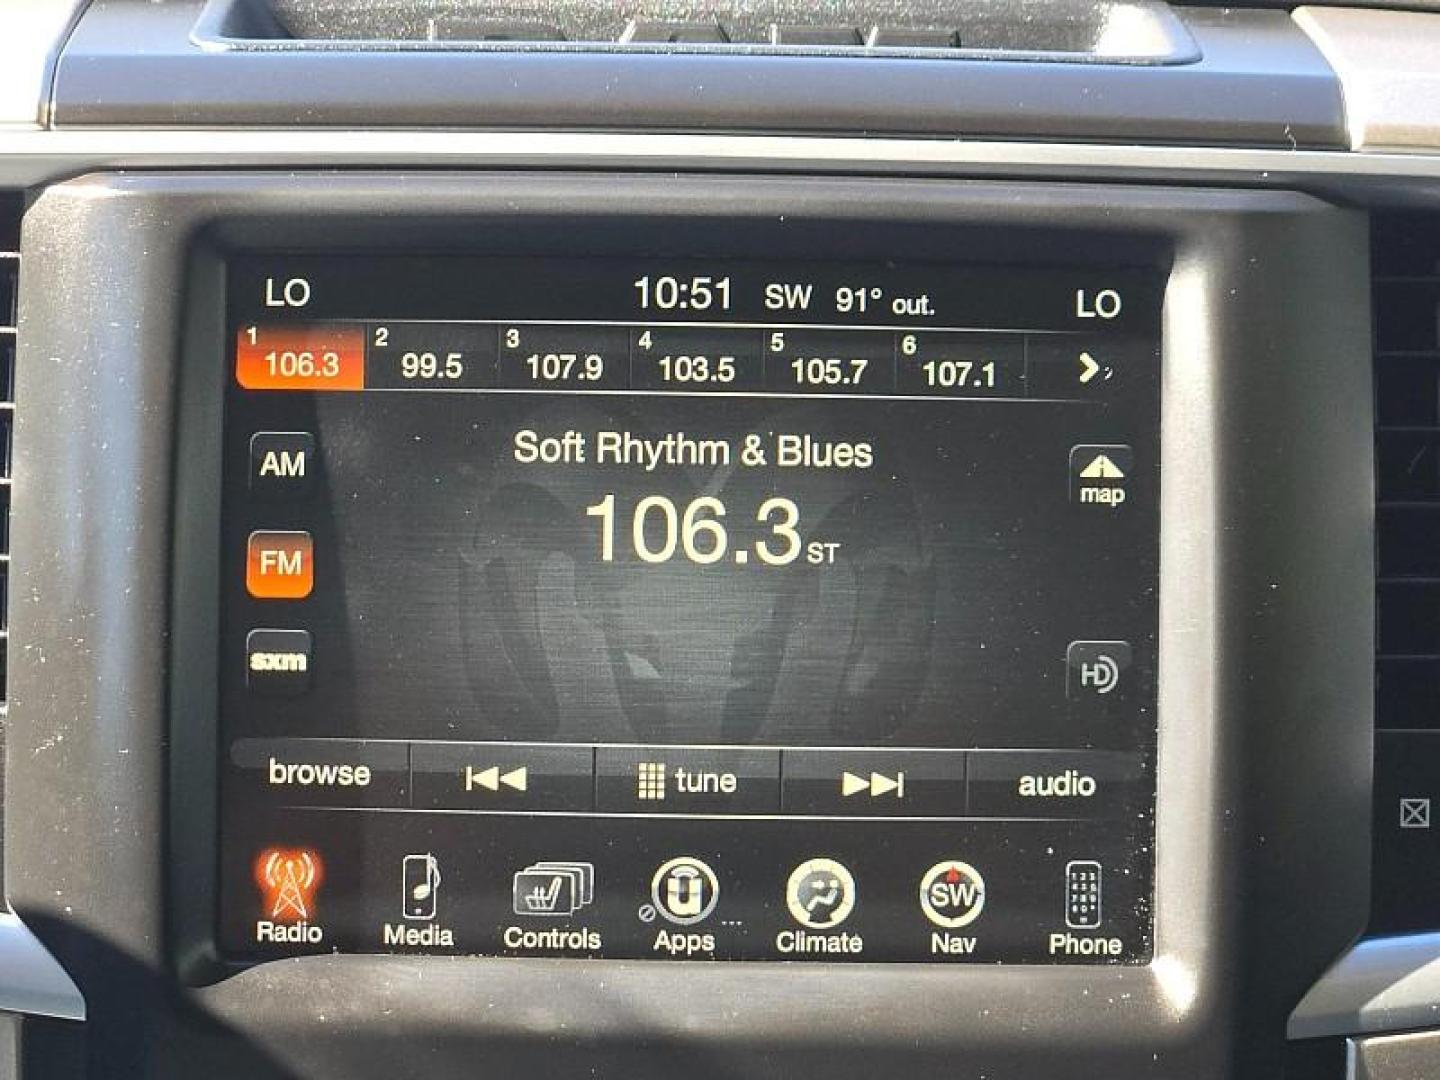 LO 10:51 SW 91° out. LO
1 106.3 2 99.5 3 107.9 4 103.5 5 105.7 6 107.1
AM Soft Rhythm & Blues map
106.3 ST
FM
sxm HD
browse tune audio
SW
Radio Media Controls Apps ... Climate Nav Phone